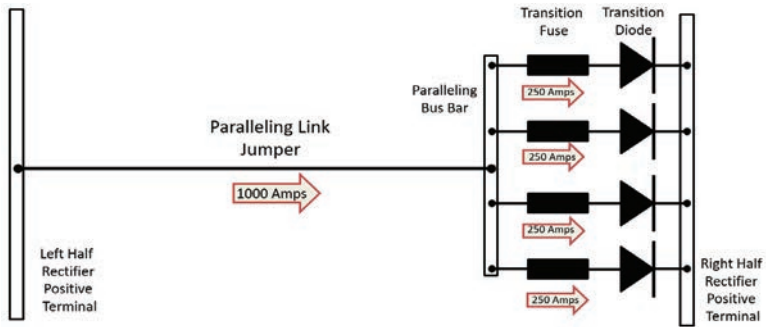 Transition
Fuse
Transition
Diode
Paralleling
Bus Bar
250 Amps
Paralleling Link
Jumper
250 Amps
1000 Amps
250 Amps
Left Half
Rectifier
Positive
Terminal
Right Half
Rectifier
Positive
Terminal
250 Amps